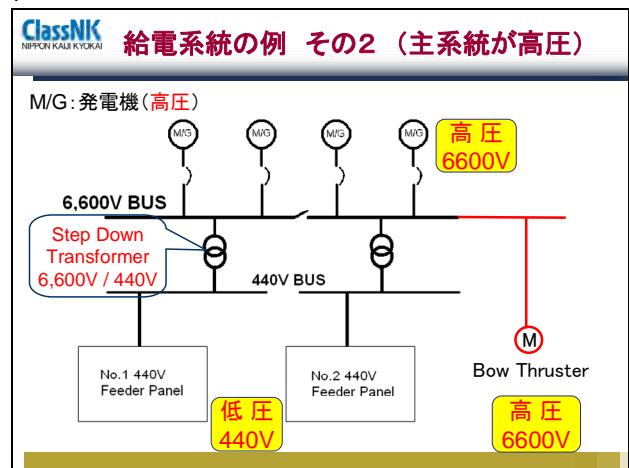 ClassNK
NIPPON KAIJI KYOKAI
給電系統の例 その2 （主系統が高圧）
M/G：発電機（高圧）
M/G
M/G
M/G
M/G
高 圧
6600V
6,600V BUS
Step Down
Transformer
6,600V / 440V
440V BUS
M
Bow Thruster
No.1 440V
Feeder Panel
No.2 440V
Feeder Panel
低 圧
440V
高 圧
6600V